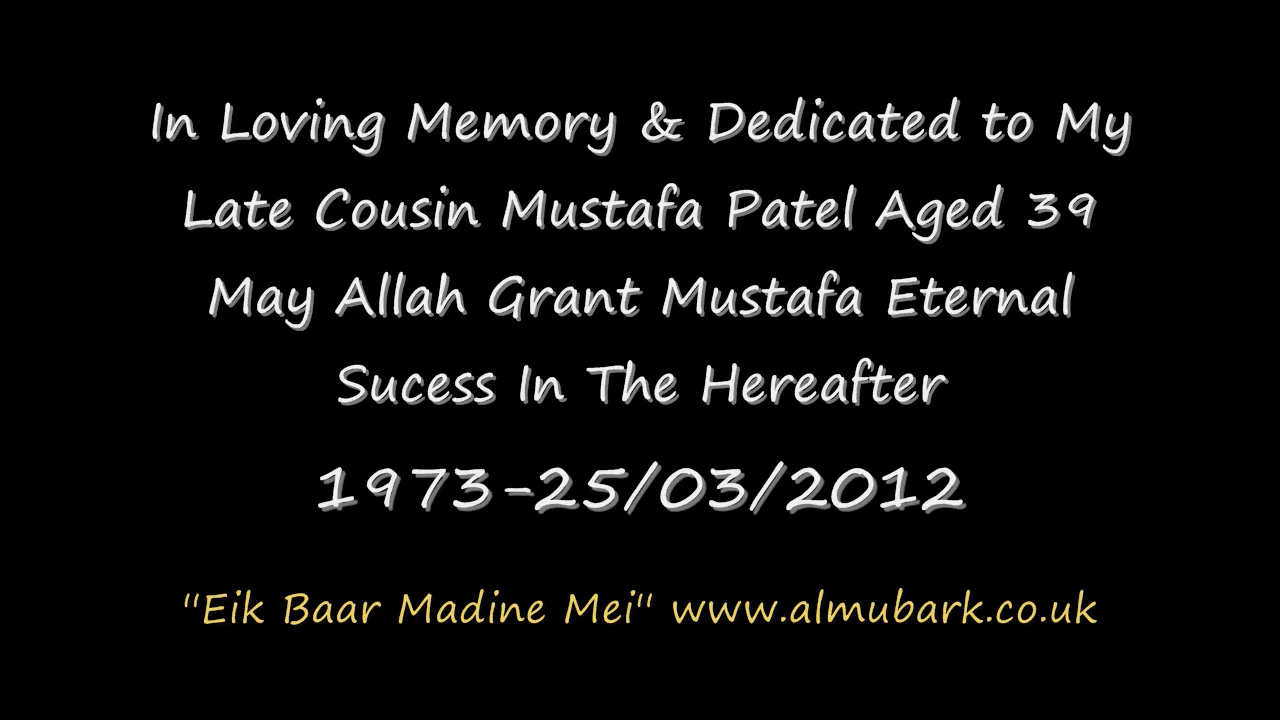 In Loving Memory & Dedicated to My
Late Cousin Mustafa Patel Aged 39
May Allah Grant Mustafa Eternal
Sucess In The Hereafter
1973-25/03/2012
"Eik Baar Madine Mei" www.almubark.co.uk